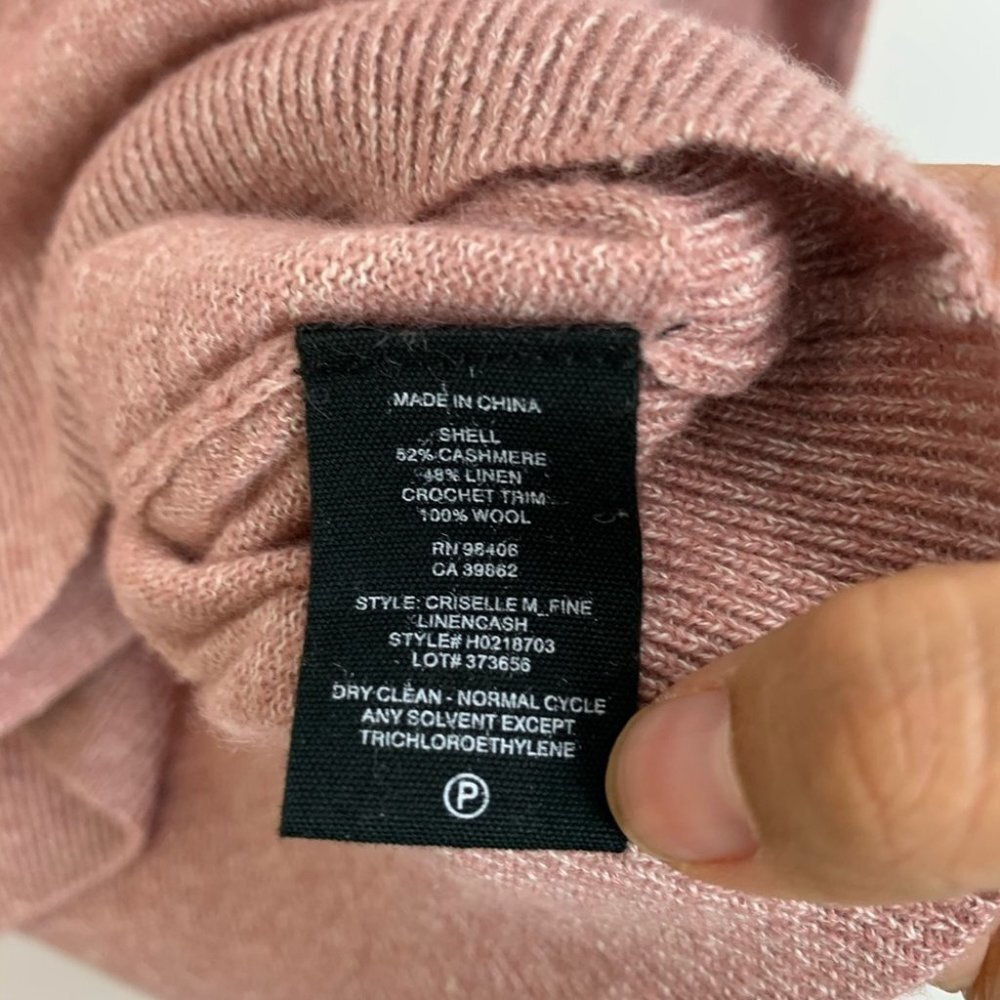 MADE IN CHINA
SHELL
52% CASHMERE
48% LINEN
CROCHET TRIM
100% WOOL
RN 98406
CA 39862
STYLE: CRISELLE M_FINE
LINENCASH
STYLE# H0218703
LOT# 373656
DRY CLEAN - NORMAL CYCLE
ANY SOLVENT EXCEPT
TRICHLOROETHYLENE
P